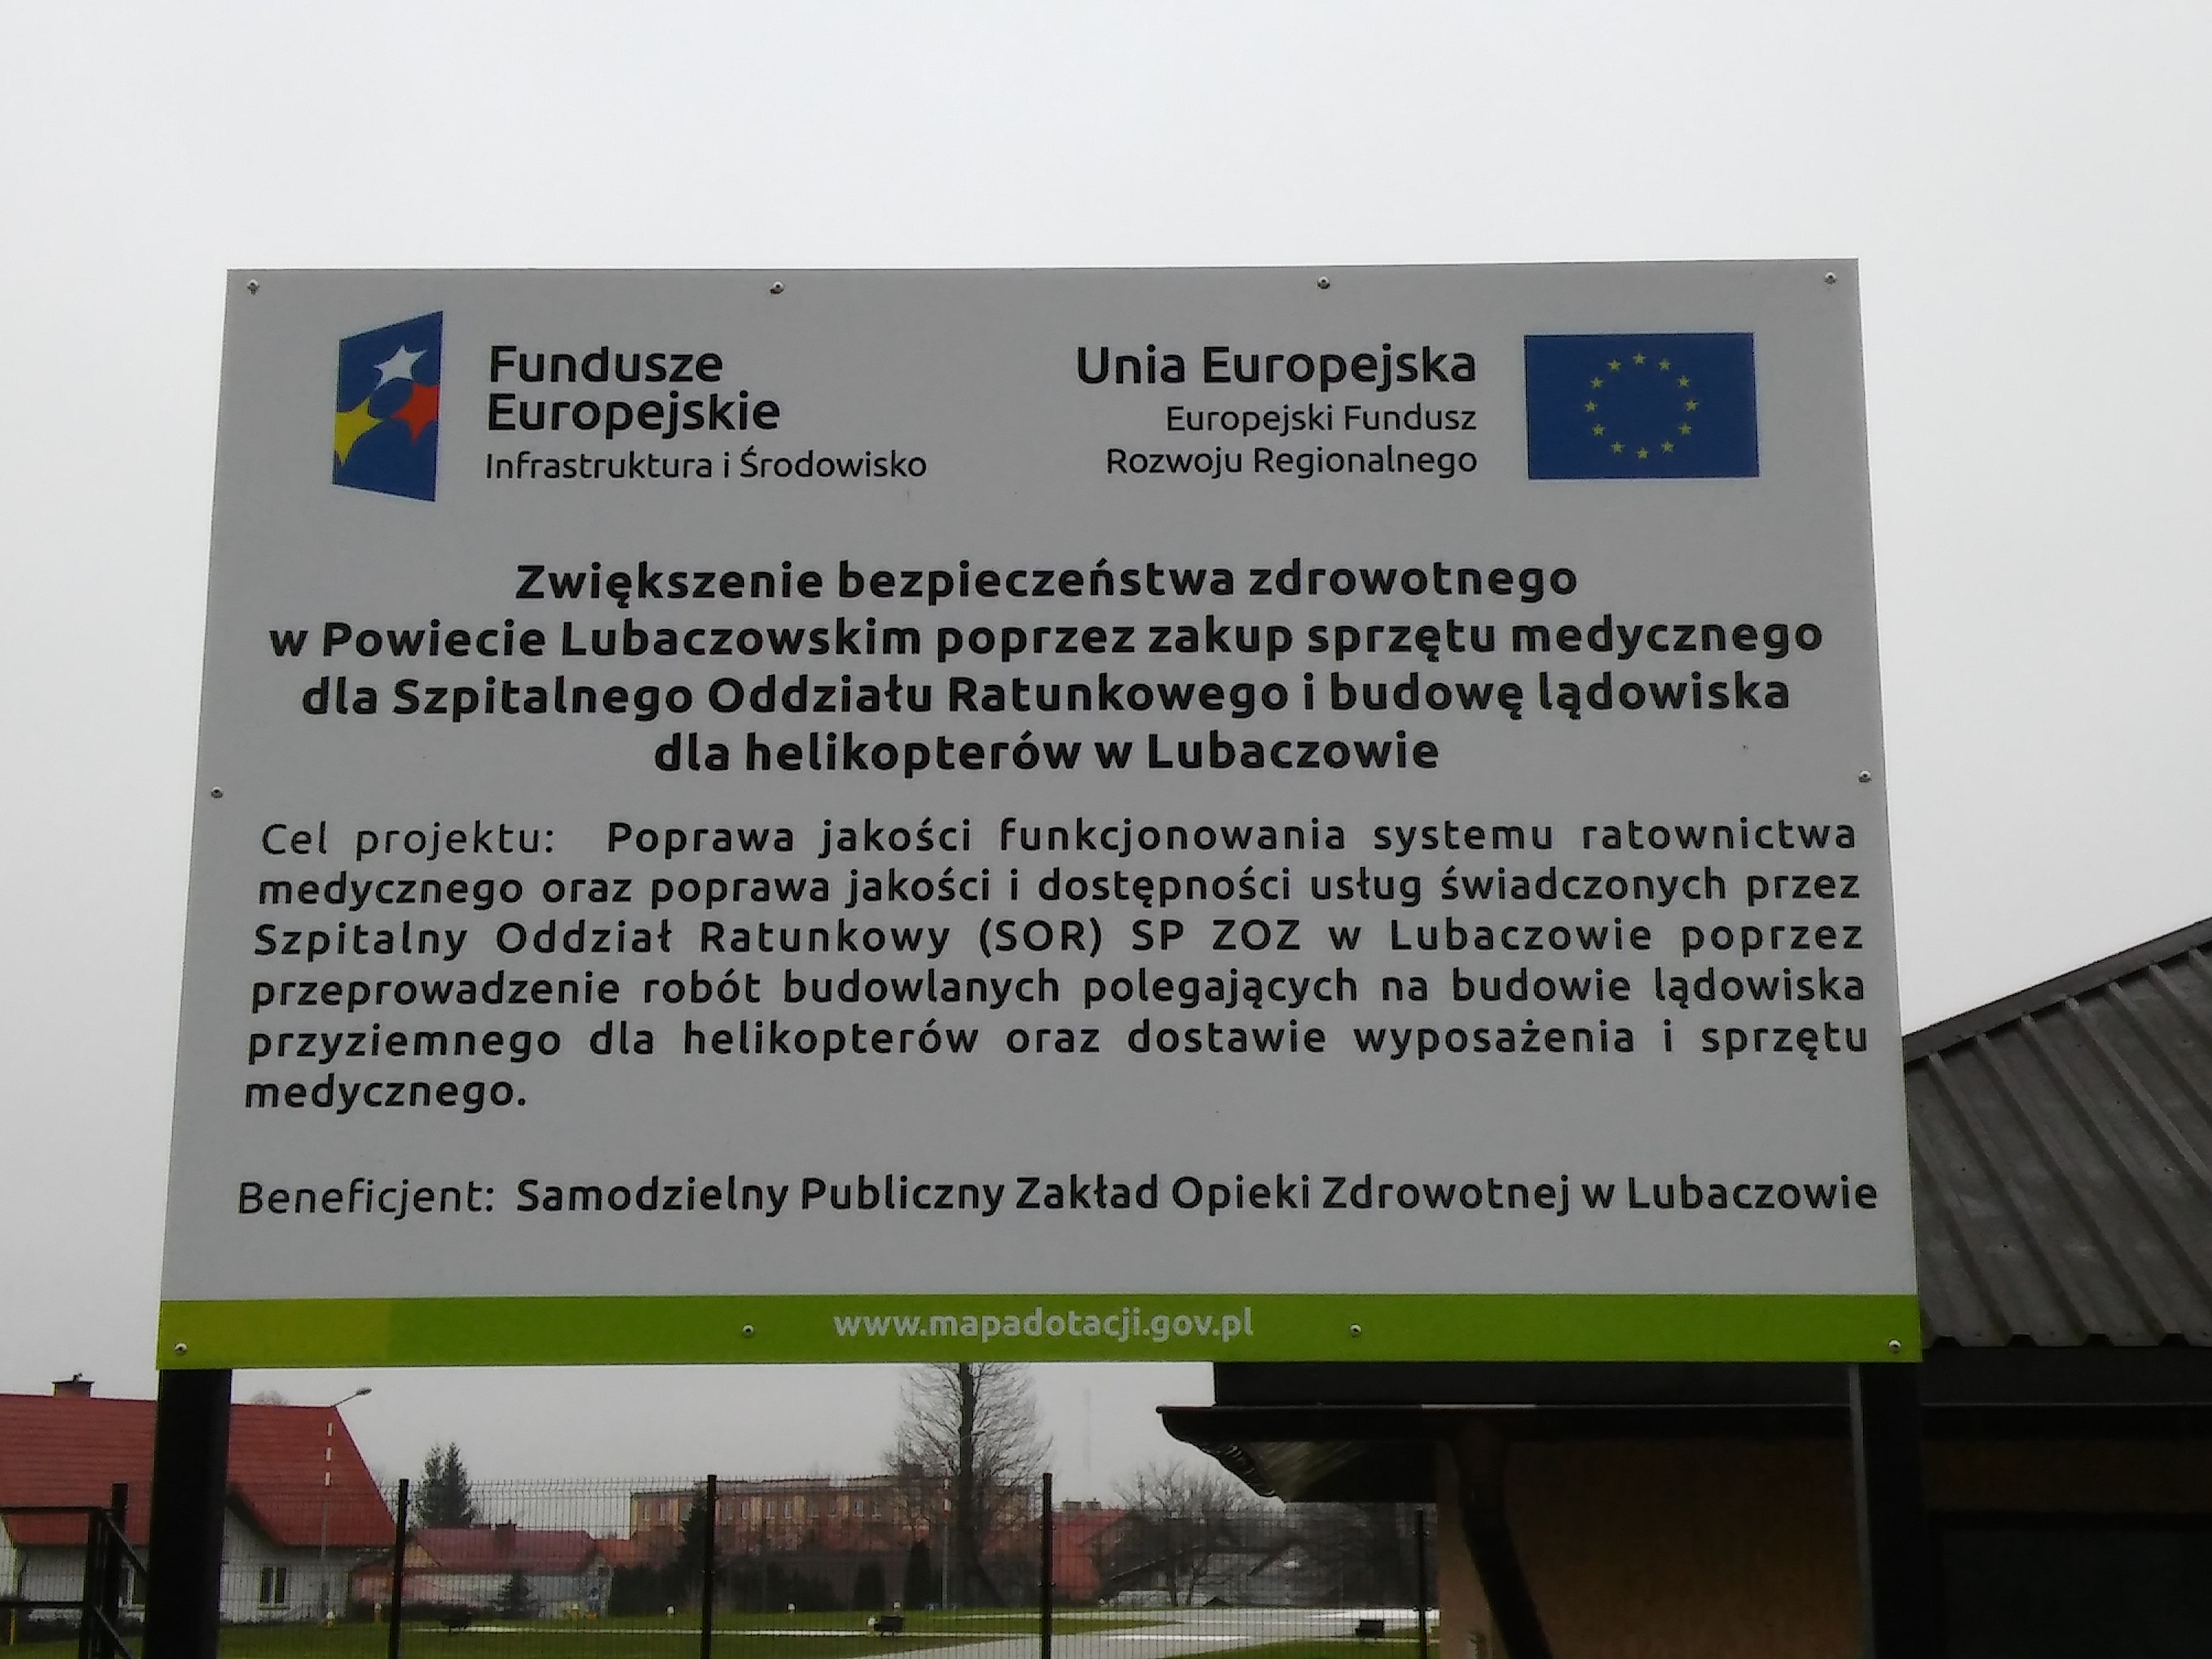 Fundusze
Europejskie
Infrastruktura i Środowisko
Unia Europejska
Europejski Fundusz
Rozwoju Regionalnego
Zwiększenie bezpieczeństwa zdrowotnego
w Powiecie Lubaczowskim poprzez zakup sprzętu medycznego
dla Szpitalnego Oddziału Ratunkowego i budowę lądowiska
dla helikopterów w Lubaczowie
Cel projektu: Poprawa jakości funkcjonowania systemu ratownictwa
medycznego oraz poprawa jakości i dostępności usług świadczonych przez
Szpitalny Oddział Ratunkowy (SOR) SP ZOZ w Lubaczowie poprzez
przeprowadzenie robót budowlanych polegających na budowie lądowiska
przyziemnego dla helikopterów oraz dostawie wyposażenia i sprzętu
medycznego.
Beneficjent: Samodzielny Publiczny Zakład Opieki Zdrowotnej w Lubaczowie
www.mapadotacji.gov.pl